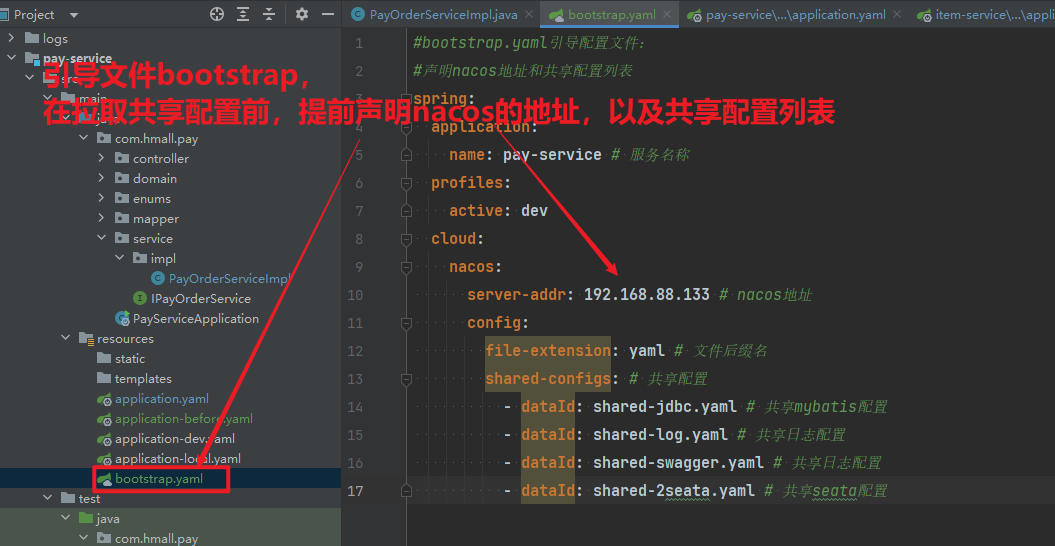 Project
PayOrderServiceImpl.java
bootstrap.yaml
pay-service\...\application.yaml
item-service\...\appl
logs
pay-service
src
main
java
com.hmall.pay
controller
domain
enums
mapper
service
impl
PayOrderServiceImpl
IPayOrderService
PayServiceApplication
resources
static
templates
application.yaml
application-before.yaml
application-dev.yaml
application-local.yaml
bootstrap.yaml
test
java
com.hmall.pay
引导文件bootstrap，
在拉取共享配置前，提前声明nacos的地址，以及共享配置列表
1 #bootstrap.yaml引导配置文件：
2 #声明nacos地址和共享配置列表
spring:
4 application:
5 name: pay-service # 服务名称
6 profiles:
7 active: dev
8 cloud:
9 nacos:
10 server-addr: 192.168.88.133 # nacos地址
11 config:
12 file-extension: yaml # 文件后缀名
13 shared-configs: # 共享配置
14 - dataId: shared-jdbc.yaml # 共享mybatis配置
15 - dataId: shared-log.yaml # 共享日志配置
16 - dataId: shared-swagger.yaml # 共享日志配置
17 - dataId: shared-2seata.yaml # 共享seata配置